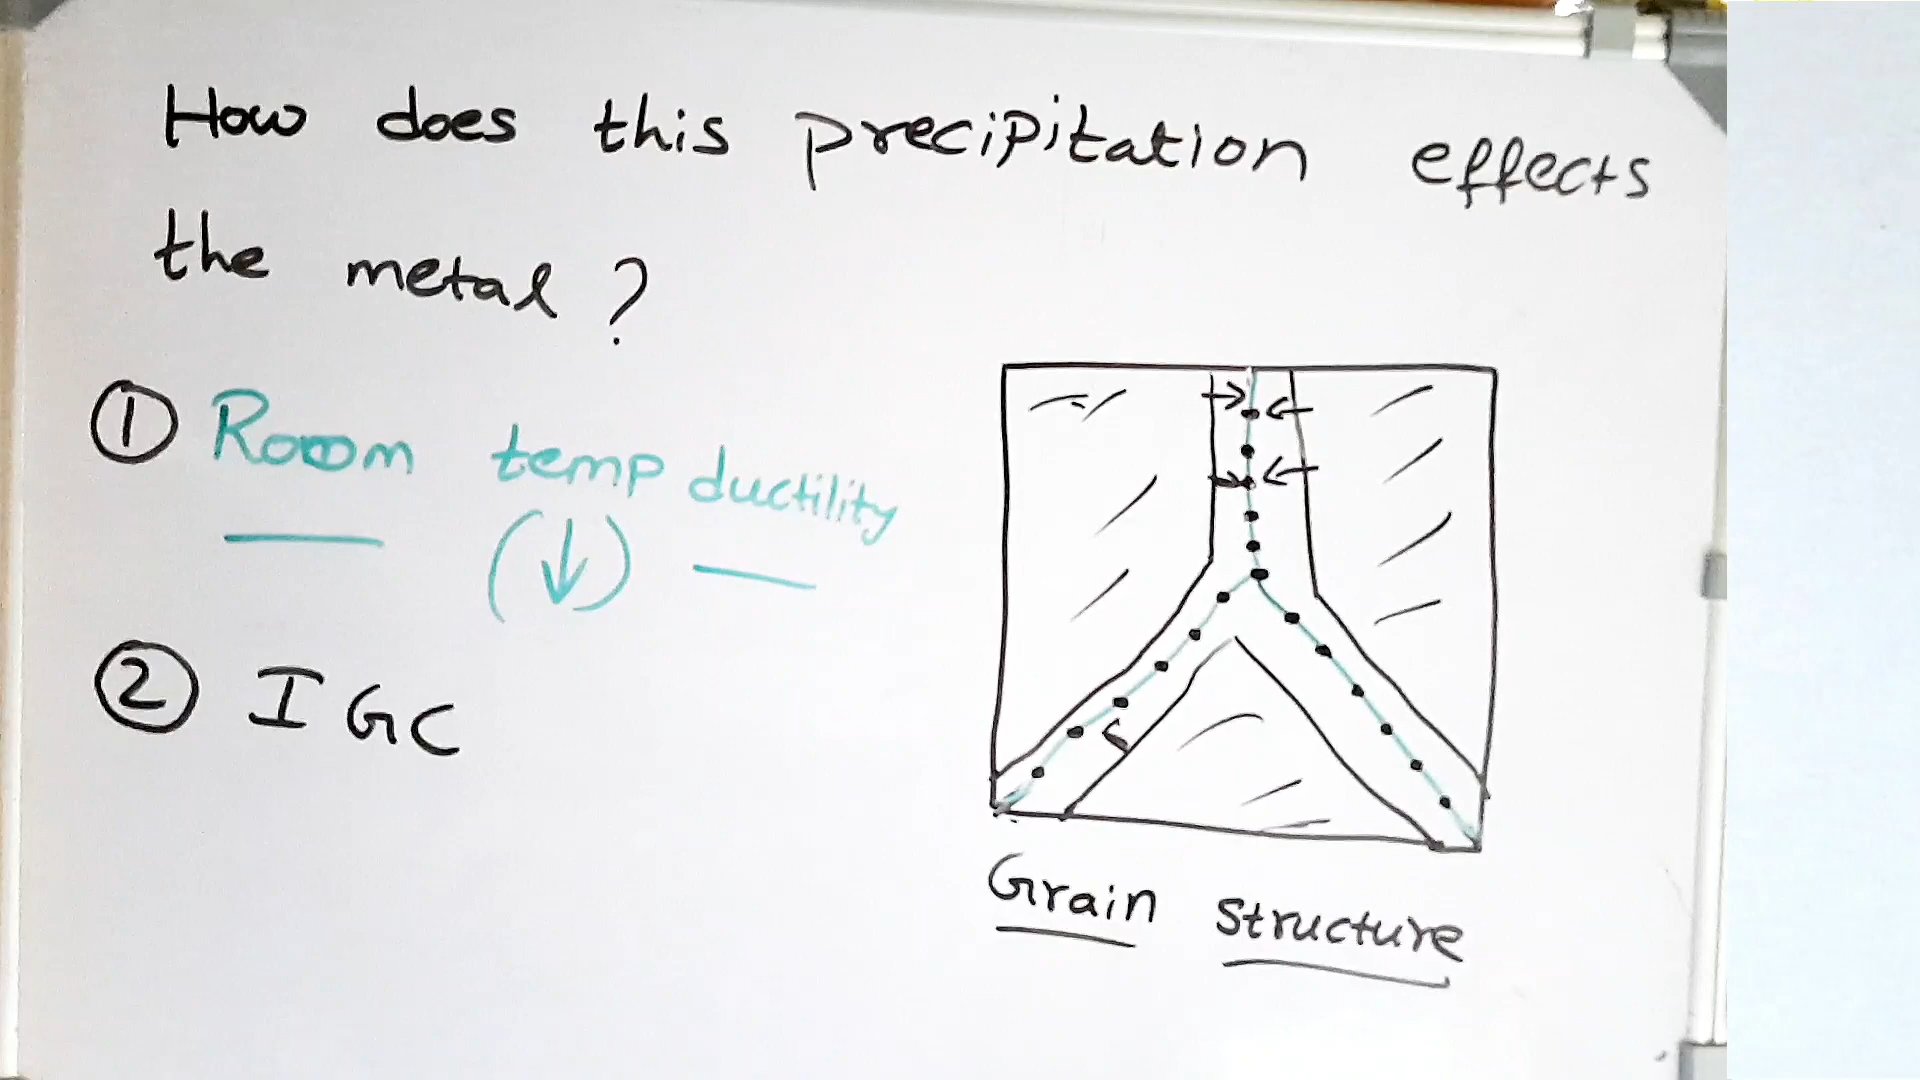 How does this precipitation effects
the metal?
① Room temp ductility
(↓)
② IGC
Grain Structure